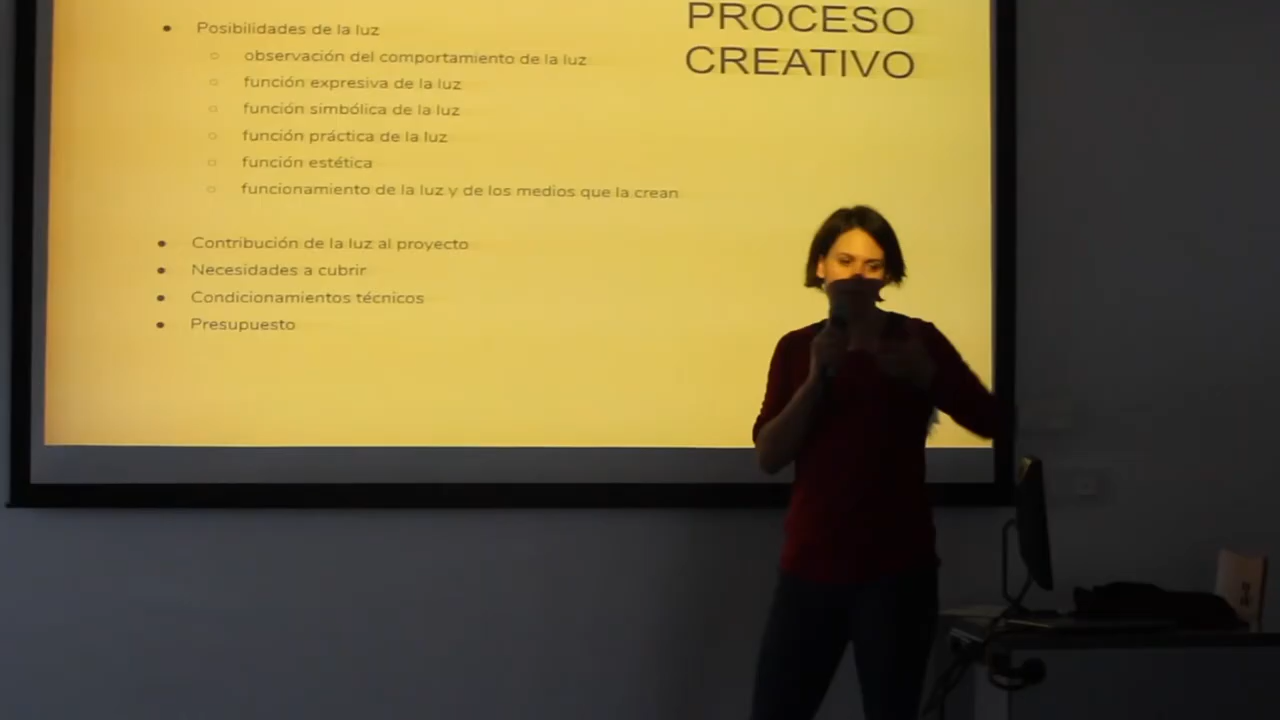 PROCESO
CREATIVO
Posibilidades de la luz
observación del comportamiento de la luz
función expresiva de la luz
función simbólica de la luz
función práctica de la luz
función estética
funcionamiento de la luz y de los medios que la crean
Contribución de la luz al proyecto
Necesidades a cubrir
Condicionamientos técnicos
Presupuesto